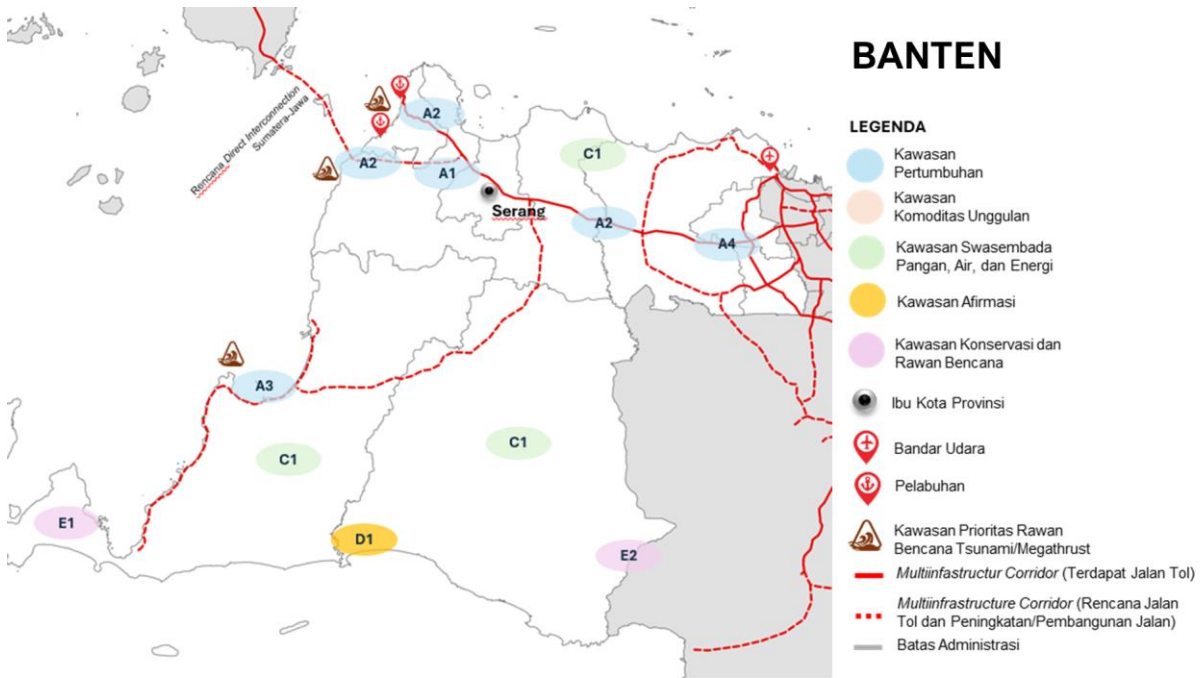 BANTEN
LEGENDA
Kawasan
Pertumbuhan
Kawasan
Komoditas Unggulan
Kawasan Swasembada
Pangan, Air, dan Energi
Kawasan Afirmasi
Kawasan Konservasi dan
Rawan Bencana
Ibu Kota Provinsi
Bandar Udara
Pelabuhan
Kawasan Prioritas Rawan
Bencana Tsunami/Megathrust
Multiinfastructur Corridor (Terdapat Jalan Tol)
Multiinfrastructure Corridor (Rencana Jalan
Tol dan Peningkatan/Pembangunan Jalan)
Batas Administrasi
Rencana Direct Interconnection
Sumatera-Jawa
A2
A2
A1
C1
Serang
A2
A4
A3
C1
C1
E1
D1
E2